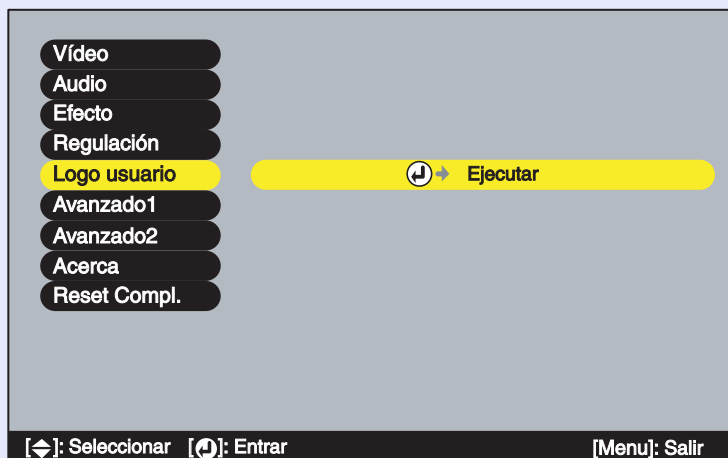 Vídeo
Audio
Efecto
Regulación
Logo usuario
Ejecutar
Avanzado1
Avanzado2
Acerca
Reset Compl.
[ ]: Seleccionar [ ]: Entrar [Menu]: Salir